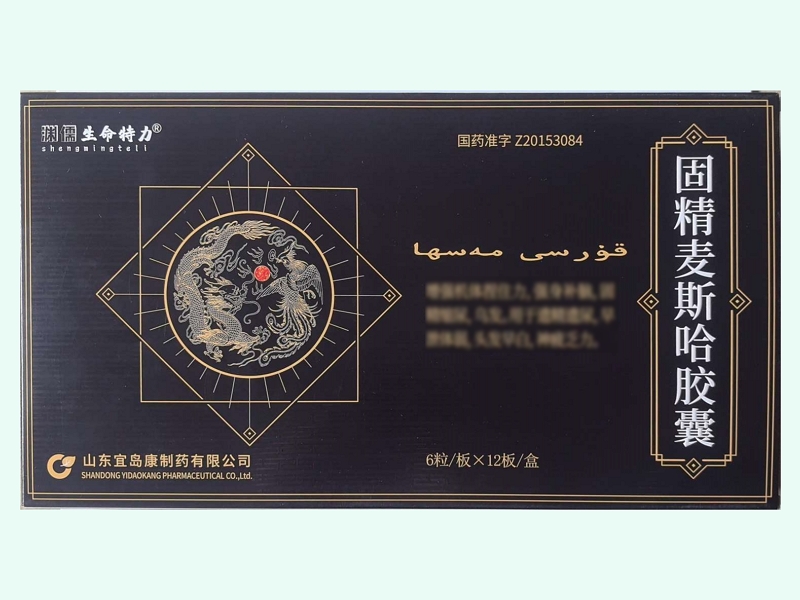 渊儒 生命特力®
shengmingteli
国药准字 Z20153084
固精麦斯哈胶囊
قۇرسى مەسھا
6粒/板×12板/盒
山东宜岛康制药有限公司
SHANDONG YIDAOKANG PHARMACEUTICAL CO.,Ltd.